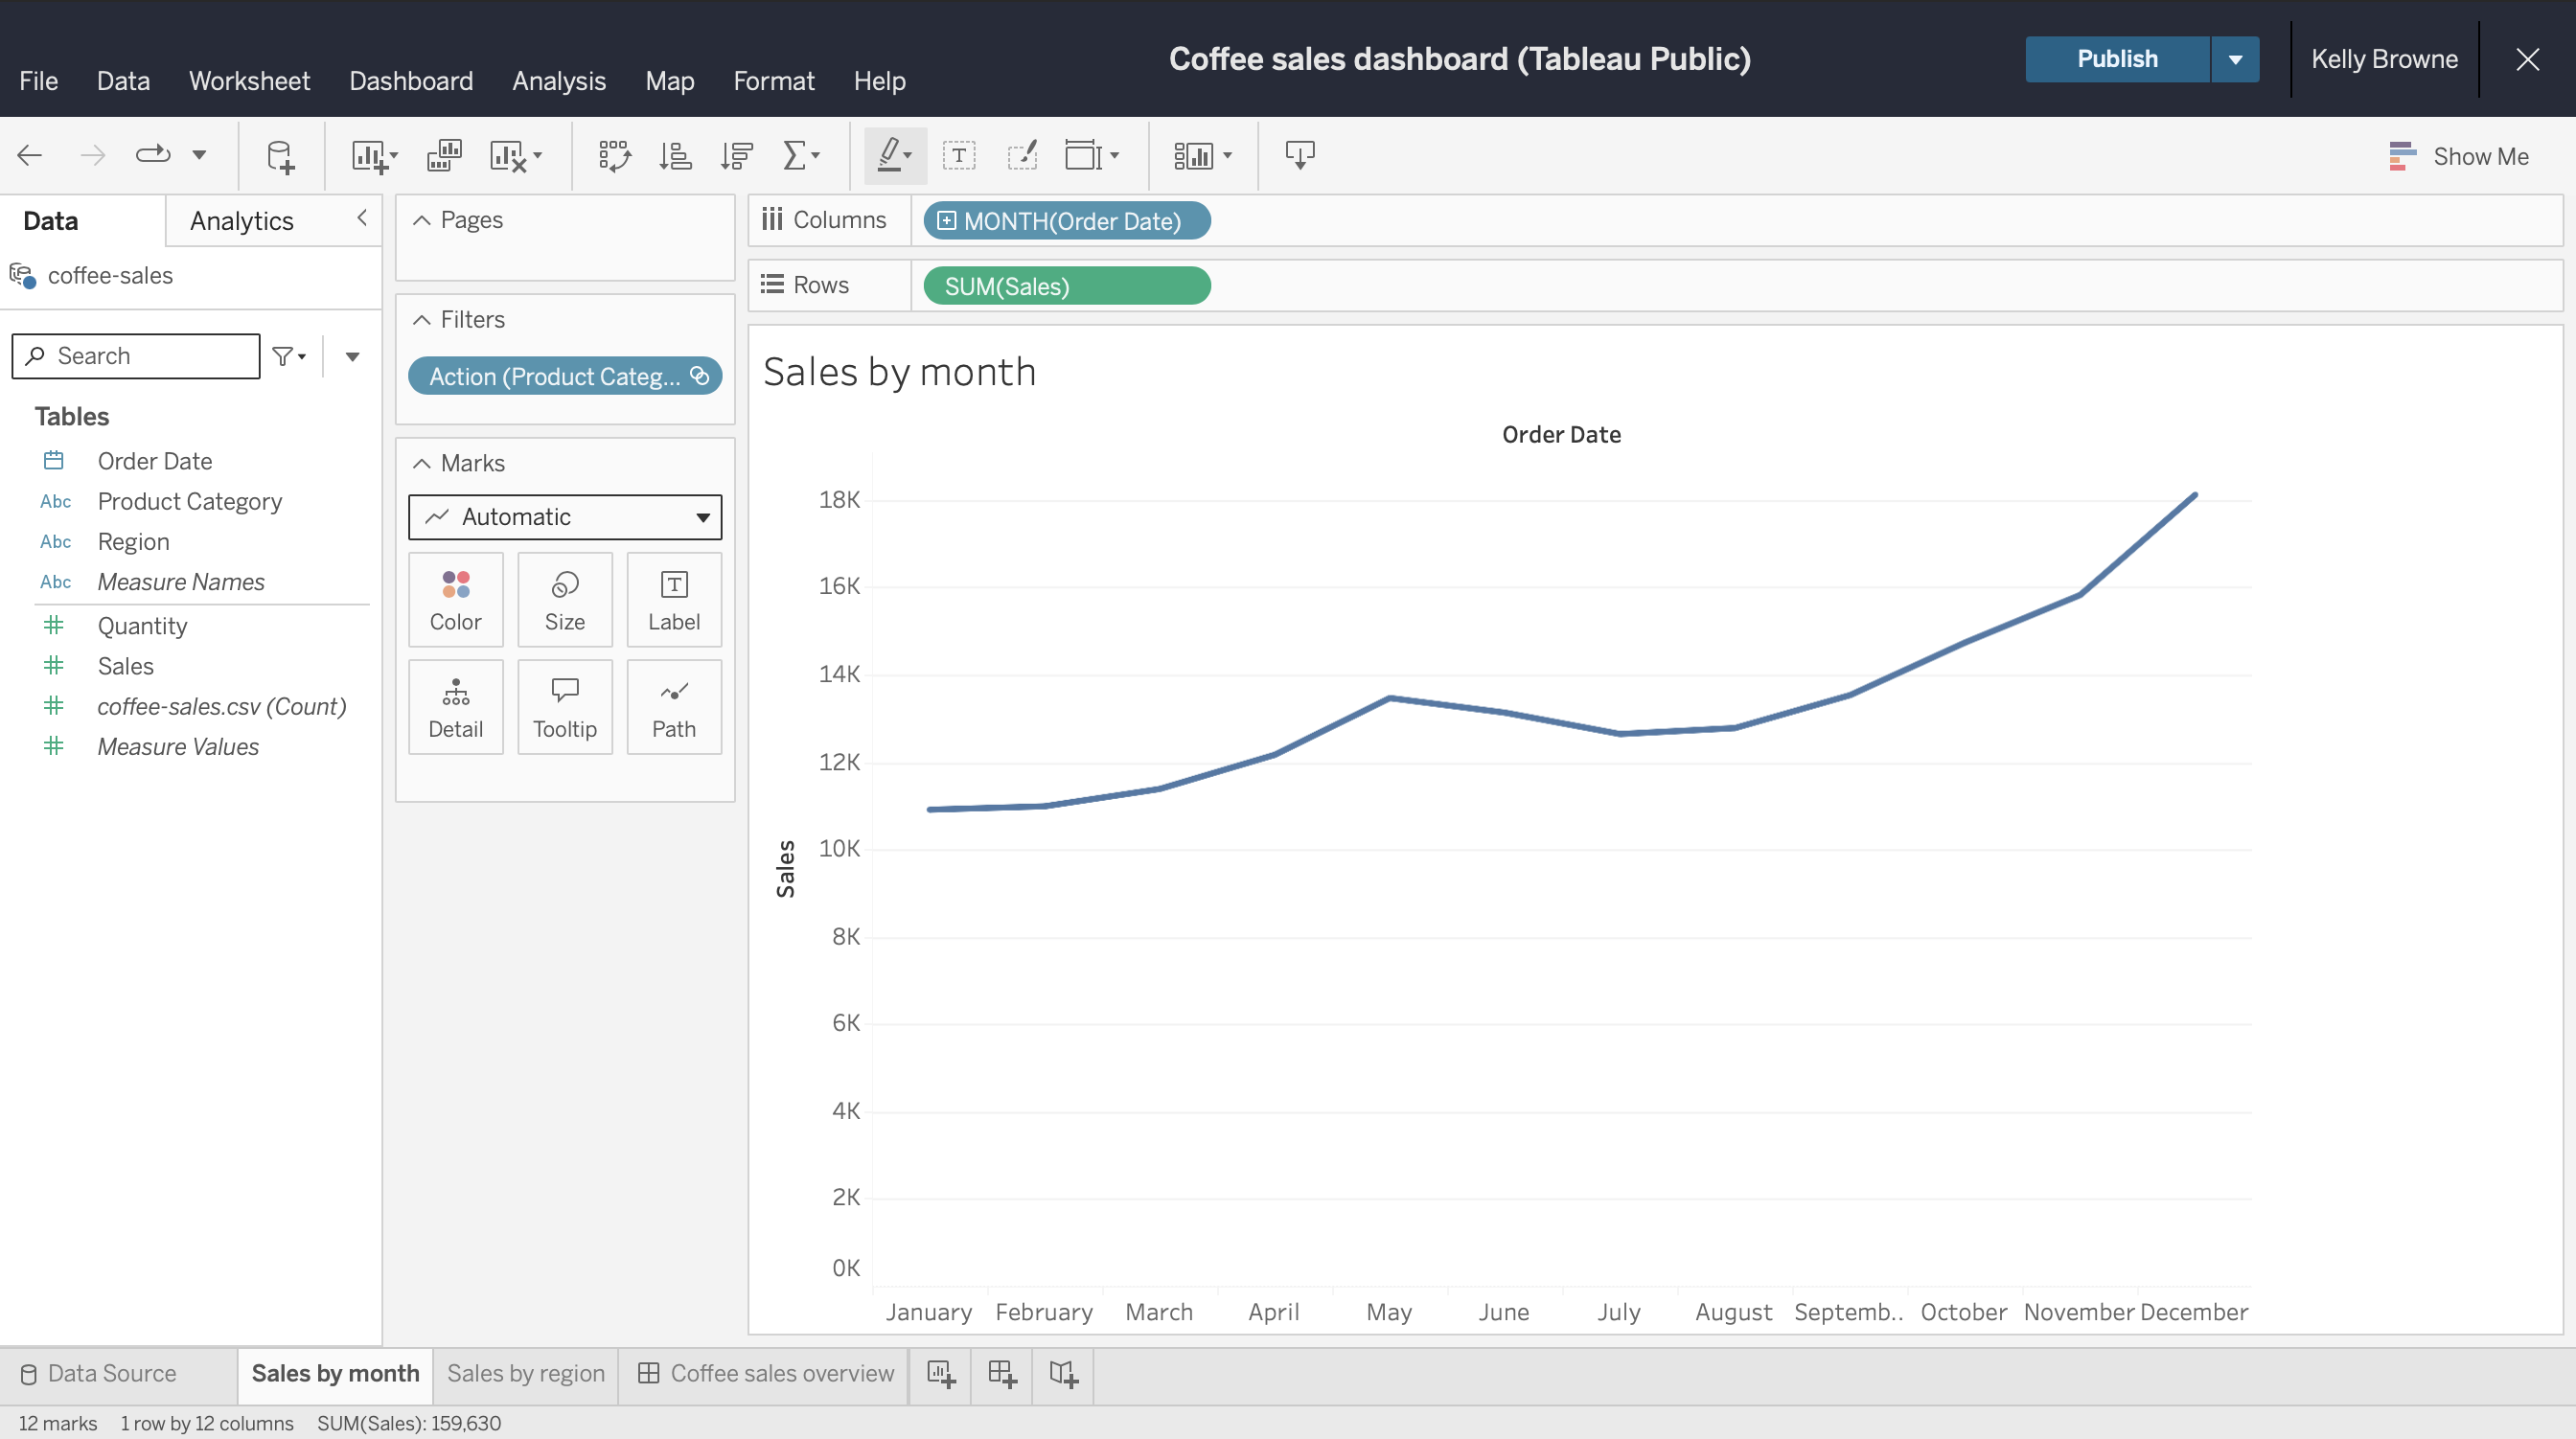 Coffee sales dashboard (Tableau Public)
Publish
Kelly Browne
File Data Worksheet Dashboard Analysis Map Format Help
Show Me
Data
Analytics
coffee-sales
Search
Tables
Order Date
Abc Product Category
Abc Region
Abc Measure Names
Quantity
Sales
coffee-sales.csv (Count)
Measure Values
Pages
Filters
Action (Product Categ...
Marks
Automatic
Color Size T Label
Detail Tooltip Path
Columns MONTH(Order Date)
Rows SUM(Sales)
Sales by month
Order Date
18K
16K
14K
12K
10K
8K
6K
4K
2K
0K
Sales
January February March April May June July August Septemb.. October November December
Data Source Sales by month Sales by region Coffee sales overview
12 marks 1 row by 12 columns SUM(Sales): 159,630